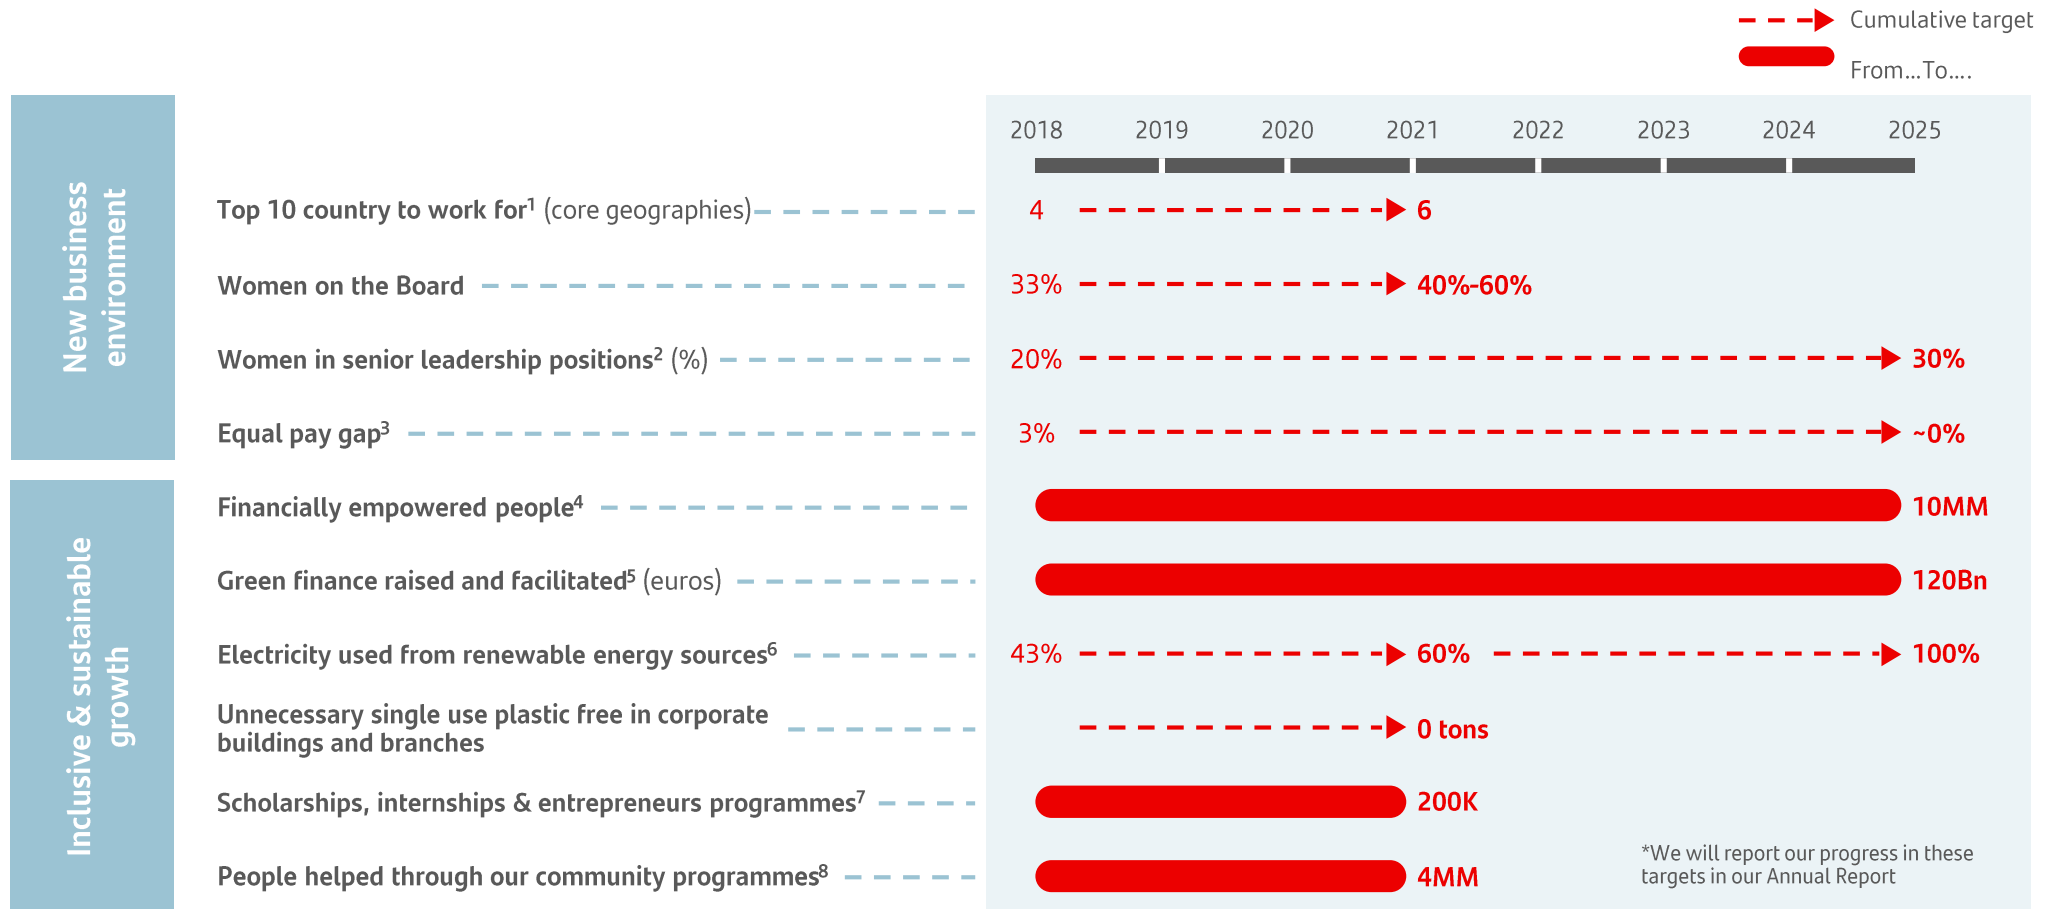 Cumulative target
From...To....
2018 2019 2020 2021 2022 2023 2024 2025
New business
environment
Top 10 country to work for¹ (core geographies) 4 6
Women on the Board 33% 40%-60%
Women in senior leadership positions² (%) 20% 30%
Equal pay gap³ 3% ~0%
Inclusive & sustainable
growth
Financially empowered people⁴ 10MM
Green finance raised and facilitated⁵ (euros) 120Bn
Electricity used from renewable energy sources⁶ 43% 60% 100%
Unnecessary single use plastic free in corporate
buildings and branches 0 tons
Scholarships, internships & entrepreneurs programmes⁷ 200K
People helped through our community programmes⁸ 4MM
*We will report our progress in these
targets in our Annual Report